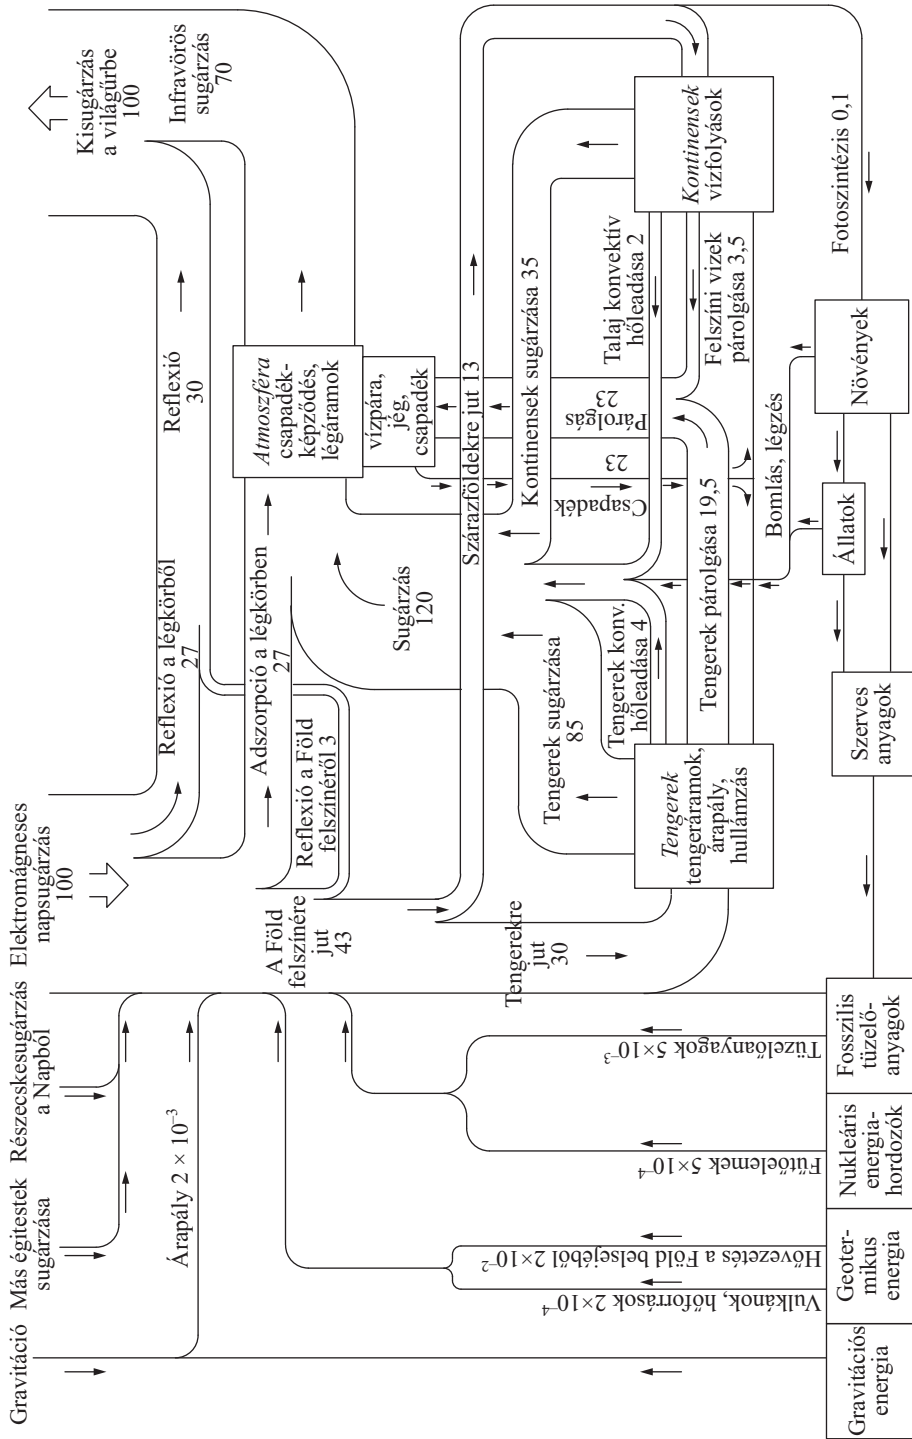 Gravitáció
Más égitestek
sugárzása
Részecskesugárzás
a Napból
Elektromágneses
napsugárzás
100
Kisugárzás
a világűrbe
100
Infravörös
sugárzás
70
Reflexió
30
Reflexió a légkörből
27
Árapály 2 × 10⁻³
Adszorpció a légkörben
27
Atmoszféra
csapadék-
képződés,
légáramok
vízpára,
jég,
csapadék
Reflexió a Föld
felszínéről 3
A Föld
felszínére
jut
43
Sugárzás
120
Szárazföldekre jut 13
Tengerekre
jut
30
Tengerek sugárzása
85
Kontinensek sugárzása 35
Tengerek konv.
hőleadása 4
Csapadék
23
Párolgás
23
Talaj konvektív
hőleadása 2
Kontinensek
vízfolyások
Tengerek
tengeráramok,
árapály,
hullámzás
Tengerek párolgása 19,5
Felszíni vizek
párolgása 3,5
Vulkánok, hőforrások 2×10⁻⁴
Hővezetés a Föld belsejéből 2×10⁻²
Fűtőelemek 5×10⁻⁴
Tüzelőanyagok 5×10⁻³
Bomlás, légzés
Fotoszintézis 0,1
Gravitációs
energia
Geoter-
mikus
energia
Nukleáris
energia-
hordozók
Fosszilis
tüzelő-
anyagok
Szerves
anyagok
Állatok
Növények